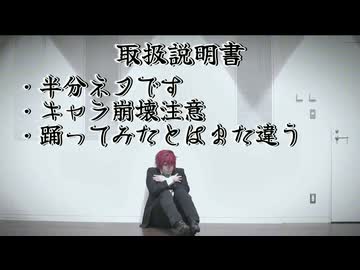 取扱説明書
・半分ネタです
・キャラ崩壊注意
・踊ってみたとはまた違う